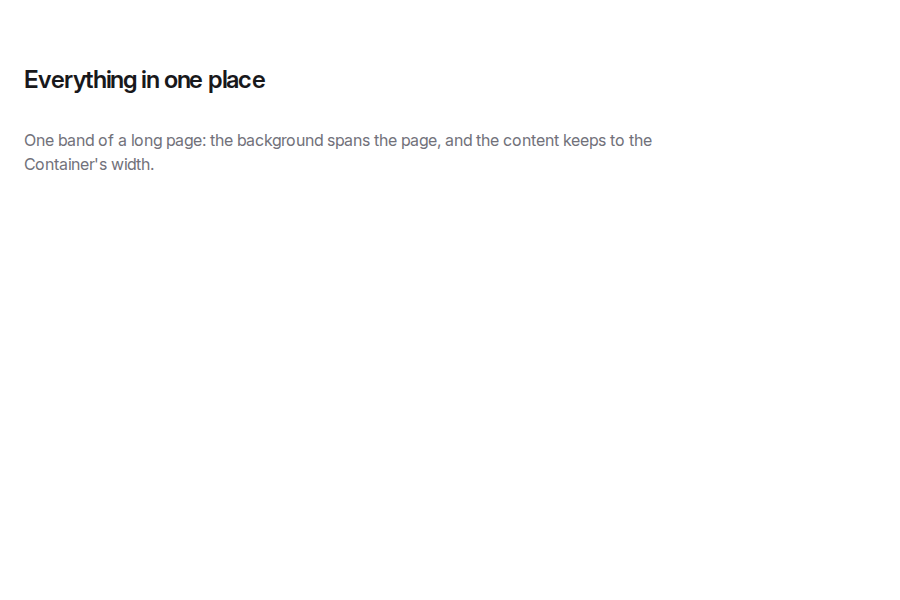 Everything in one place
One band of a long page: the background spans the page, and the content keeps to the
Container's width.